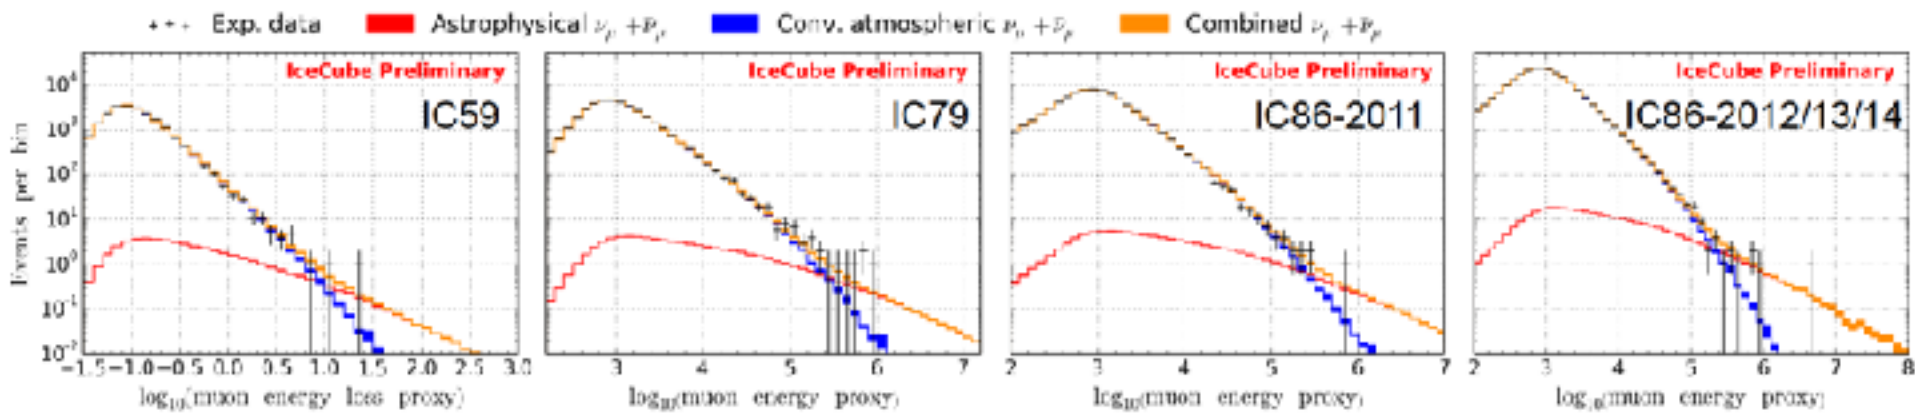 Exp. data Astrophysical ν_μ + ν̄_μ Conv. atmospheric ν_μ + ν̄_μ Combined ν_μ + ν̄_μ
IceCube Preliminary IceCube Preliminary IceCube Preliminary IceCube Preliminary
IC59 IC79 IC86-2011 IC86-2012/13/14
Events per bin
10⁴
10³
10²
10¹
10⁰
10⁻¹
10⁻²
−1.5 −1.0 −0.5 0.0 0.5 1.0 1.5 2.0 2.5 3.0 3 4 5 6 7 2 3 4 5 6 7 2 3 4 5 6 7 8
log₁₀(muon energy loss proxy) log₁₀(muon energy proxy) log₁₀(muon energy proxy) log₁₀(muon energy proxy)